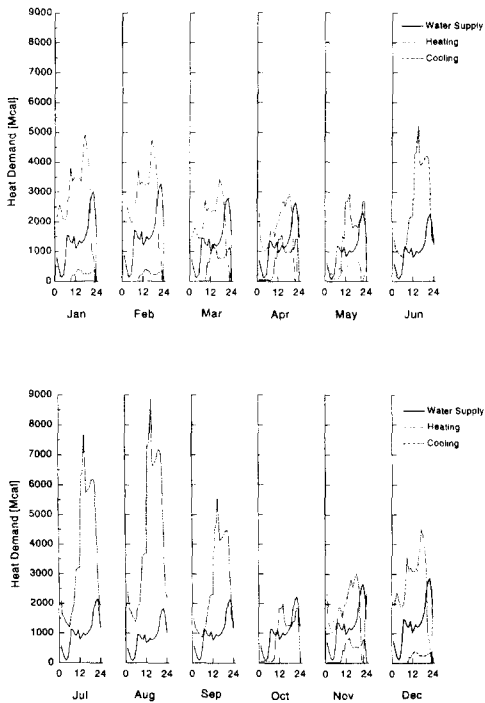 9000
8000
7000
6000
5000
4000
3000
2000
1000
0
Heat Demand [Mcal]
Water Supply
Heating
Cooling
0 12 24 0 12 24 0 12 24 0 12 24 0 12 24 0 12 24
Jan Feb Mar Apr May Jun
9000
8000
7000
6000
5000
4000
3000
2000
1000
0
Heat Demand [Mcal]
Water Supply
Heating
Cooling
0 12 24 0 12 24 0 12 24 0 12 24 0 12 24 0 12 24
Jul Aug Sep Oct Nov Dec